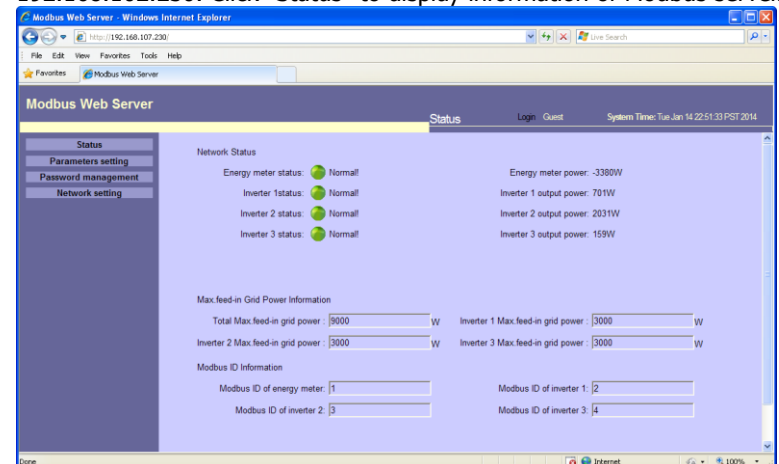 Modbus Web Server - Windows Internet Explorer
http://192.168.107.230/
Live Search
File Edit View Favorites Tools Help
Favorites Modbus Web Server
Modbus Web Server
Status Login Guest System Time: Tue Jan 14 22:51:33 PST 2014
Status
Parameters setting
Password management
Network setting
Network Status
Energy meter status: Normal! Energy meter power: -3380W
Inverter 1status: Normal! Inverter 1 output power: 701W
Inverter 2 status: Normal! Inverter 2 output power: 2031W
Inverter 3 status: Normal! Inverter 3 output power: 159W
Max.feed-in Grid Power Information
Total Max.feed-in grid power : 9000 W Inverter 1 Max.feed-in grid power : 3000 W
Inverter 2 Max.feed-in grid power : 3000 W Inverter 3 Max.feed-in grid power : 3000 W
Modbus ID Information
Modbus ID of energy meter: 1 Modbus ID of inverter 1: 2
Modbus ID of inverter 2: 3 Modbus ID of inverter 3: 4
Done Internet 100%